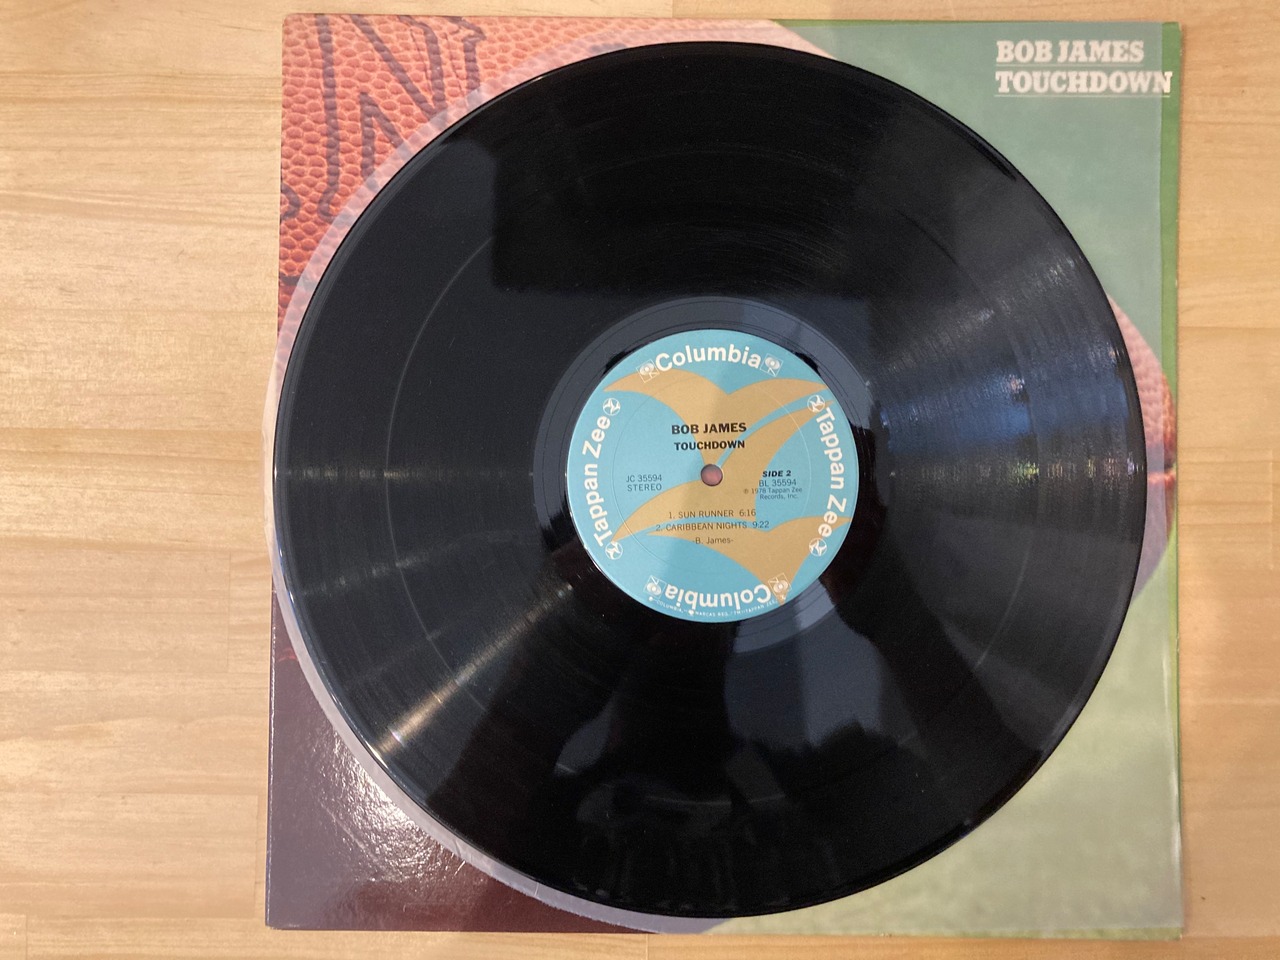 BOB JAMES
TOUCHDOWN
Columbia
Tappan Zee
Tappan Zee
BOB JAMES
TOUCHDOWN
JC 35594
STEREO
SIDE 2
BL 35594
℗ 1978 Tappan Zee
Records, Inc.
1. SUN RUNNER 6:16
2. CARIBBEAN NIGHTS 9:22
-B. James-
Columbia